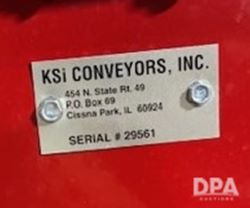 KSi CONVEYORS, INC.
454 N. State Rt. 49
P.O. Box 69
Cissna Park, IL 60924
SERIAL # 29561
DPA
AUCTIONS